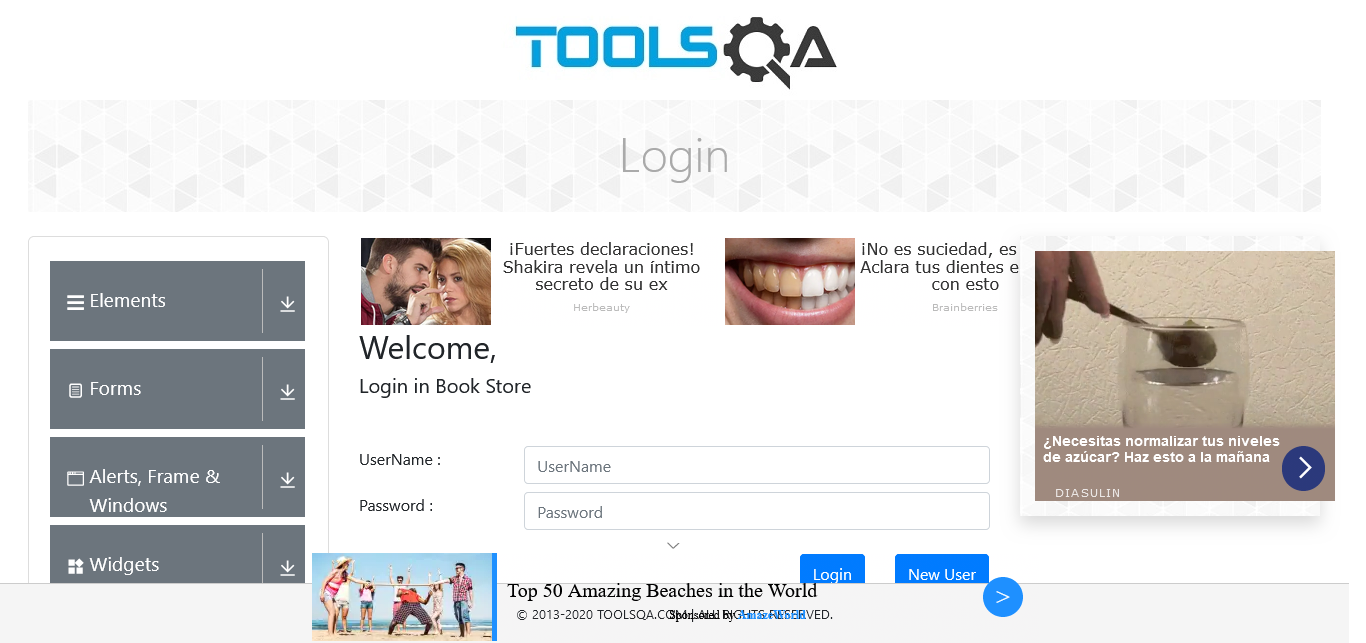 TOOLSQA
Login
Elements
Forms
Alerts, Frame &
Windows
Widgets
¡Fuertes declaraciones!
Shakira revela un íntimo
secreto de su ex
Herbeauty
¡No es suciedad, es
Aclara tus dientes
con esto
Brainberries
¿Necesitas normalizar tus niveles
de azúcar? Haz esto a la mañana
DIASULIN
Welcome,
Login in Book Store
UserName :
UserName
Password :
Password
Login
New User
Top 50 Amazing Beaches in the World
© 2013-2020 TOOLSQA.COM | ALL RIGHTS RESERVED.
Sponsored By
>